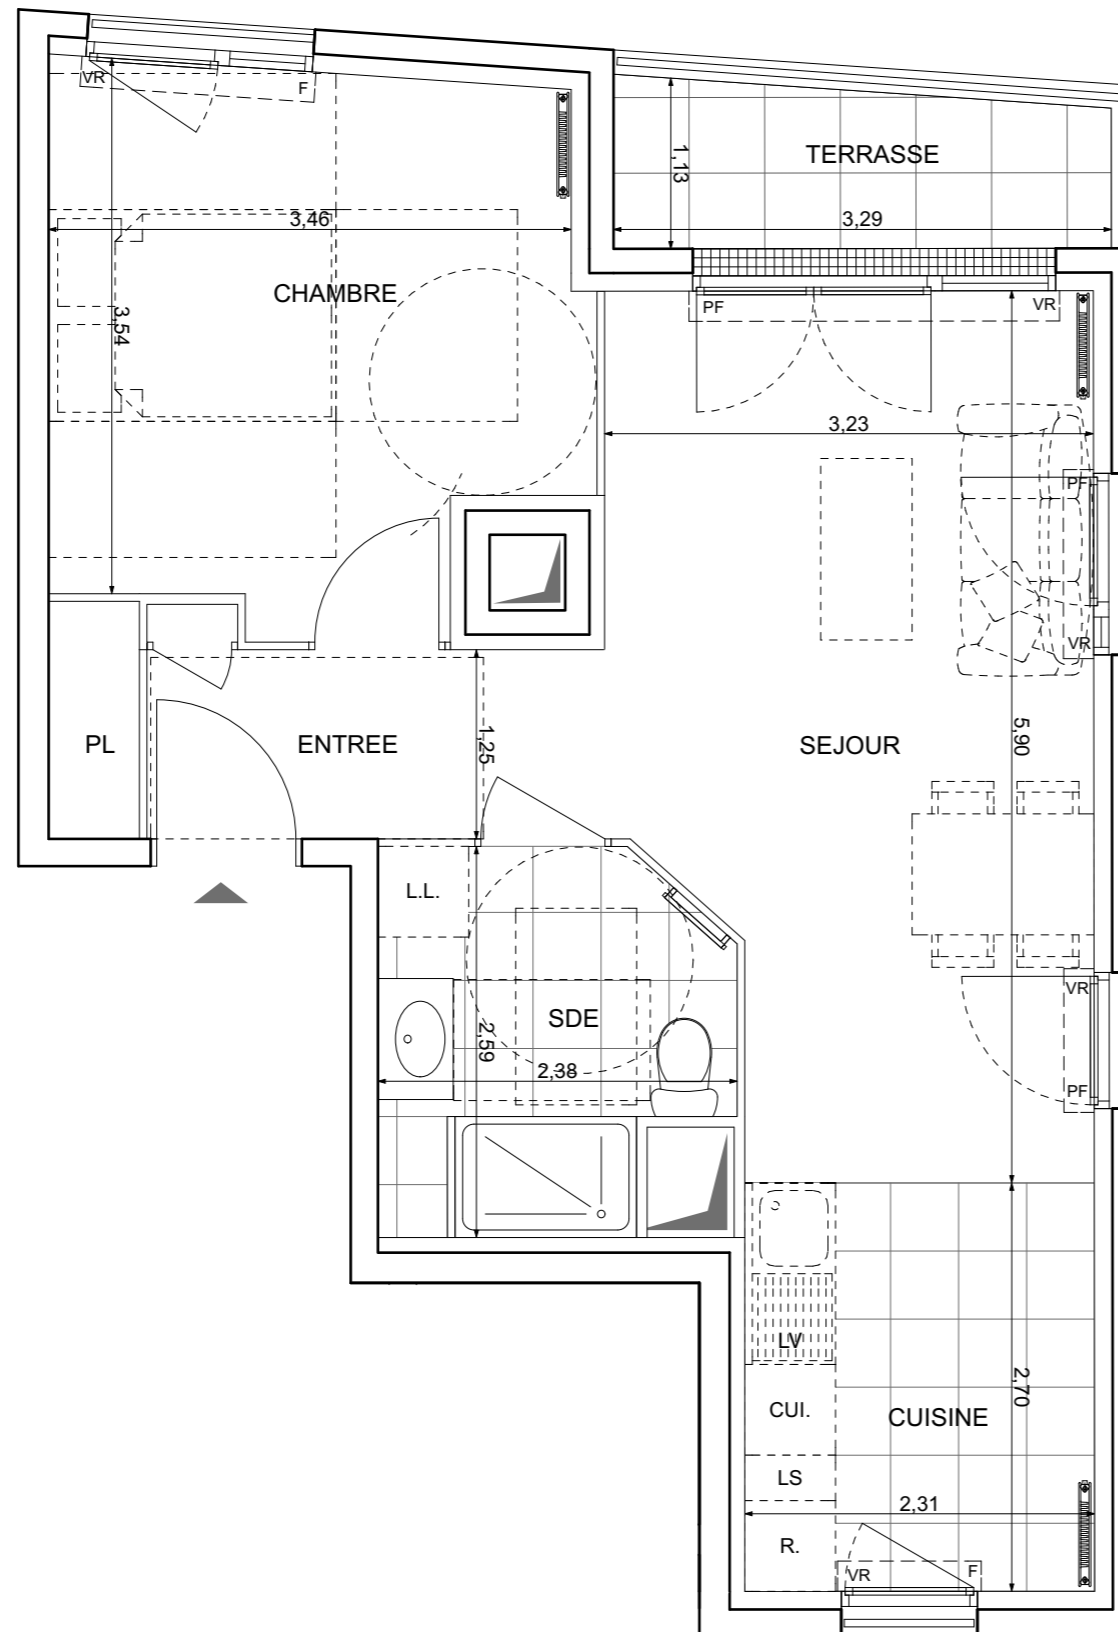 VR
F
1,13
TERRASSE
3,46
3,29
CHAMBRE
3,54
PF
VR
3,23
PF
VR
PL
ENTREE
1,25
SEJOUR
5,90
L.L.
SDE
2,59
2,38
VR
PF
LV
CUI.
CUISINE
2,70
LS
2,31
R.
VR
F